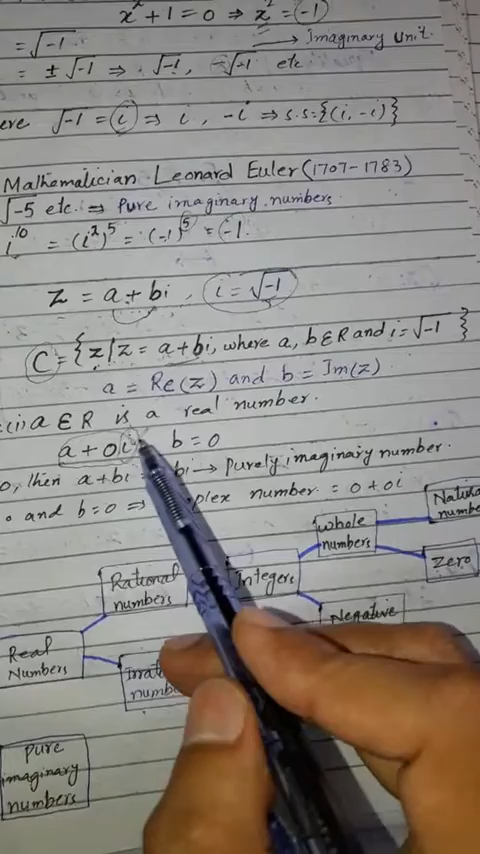 x² + 1 = 0 ⇒ x² = -1
= √-1 → Imaginary Unit.
= ± √-1 ⇒ √-1, -√-1 etc
ere √-1 = i ⇒ i, -i ⇒ s.s = {(i, -i)}
Mathematician Leonard Euler (1707-1783)
√-5 etc. ⇒ Pure imaginary numbers
i¹⁰ = (i²)⁵ = (-1)⁵ = -1
Z = a + bi, i = √-1
C = {z/z = a + bi, where a, b ∈ R and i = √-1}
a = Re(z) and b = Im(z)
(i) a ∈ R is a real number.
a + 0i b = 0
0, then a + bi = bi → Purely imaginary number
and b = 0 ⇒ number = 0 + 0i
Whole numbers
Zero
Rational numbers
Integers
Negative
Real Numbers
Pure imaginary numbers